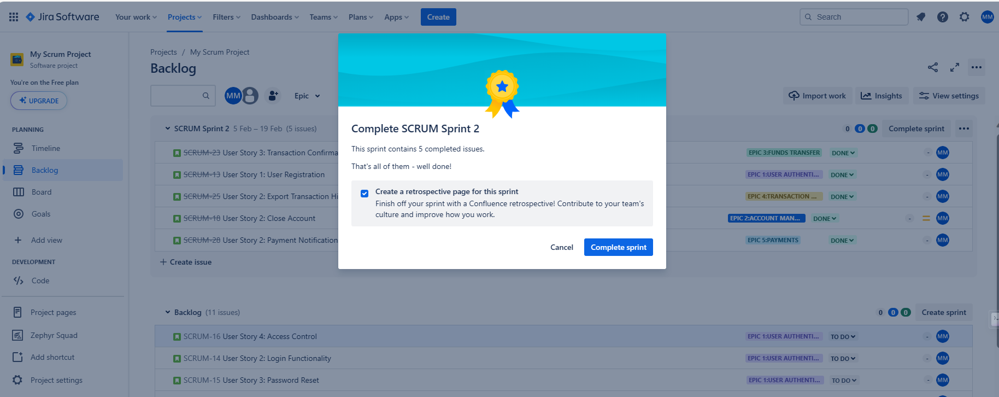 Jira Software
Your work
Projects
Filters
Dashboards
Teams
Plans
Apps
Create
Search
MM
My Scrum Project
Software project
You're on the Free plan
UPGRADE
PLANNING
Timeline
Backlog
Board
Goals
Add view
DEVELOPMENT
Code
Project pages
Zephyr Squad
Add shortcut
Project settings
Projects / My Scrum Project
Backlog
MM
Epic
Import work
Insights
View settings
SCRUM Sprint 2 5 Feb – 19 Feb (5 issues)
0 0 0 Complete sprint
SCRUM-23 User Story 3: Transaction Confirma
EPIC 3:FUNDS TRANSFER DONE - MM
SCRUM-13 User Story 1: User Registration
EPIC 1:USER AUTHENTI... DONE - MM
SCRUM-25 User Story 2: Export Transaction Hi
EPIC 4:TRANSACTION ... DONE - MM
SCRUM-18 User Story 2: Close Account
EPIC 2:ACCOUNT MAN... DONE - MM
SCRUM-28 User Story 2: Payment Notification
EPIC 5:PAYMENTS DONE - MM
Create issue
Complete SCRUM Sprint 2
This sprint contains 5 completed issues.
That's all of them - well done!
Create a retrospective page for this sprint
Finish off your sprint with a Confluence retrospective! Contribute to your team's
culture and improve how you work.
Cancel
Complete sprint
Backlog (11 issues)
0 0 0 Create sprint
SCRUM-16 User Story 4: Access Control
EPIC 1:USER AUTHENTI... TO DO - MM
SCRUM-14 User Story 2: Login Functionality
EPIC 1:USER AUTHENTI... TO DO - MM
SCRUM-15 User Story 3: Password Reset
EPIC 1:USER AUTHENTI... TO DO - MM